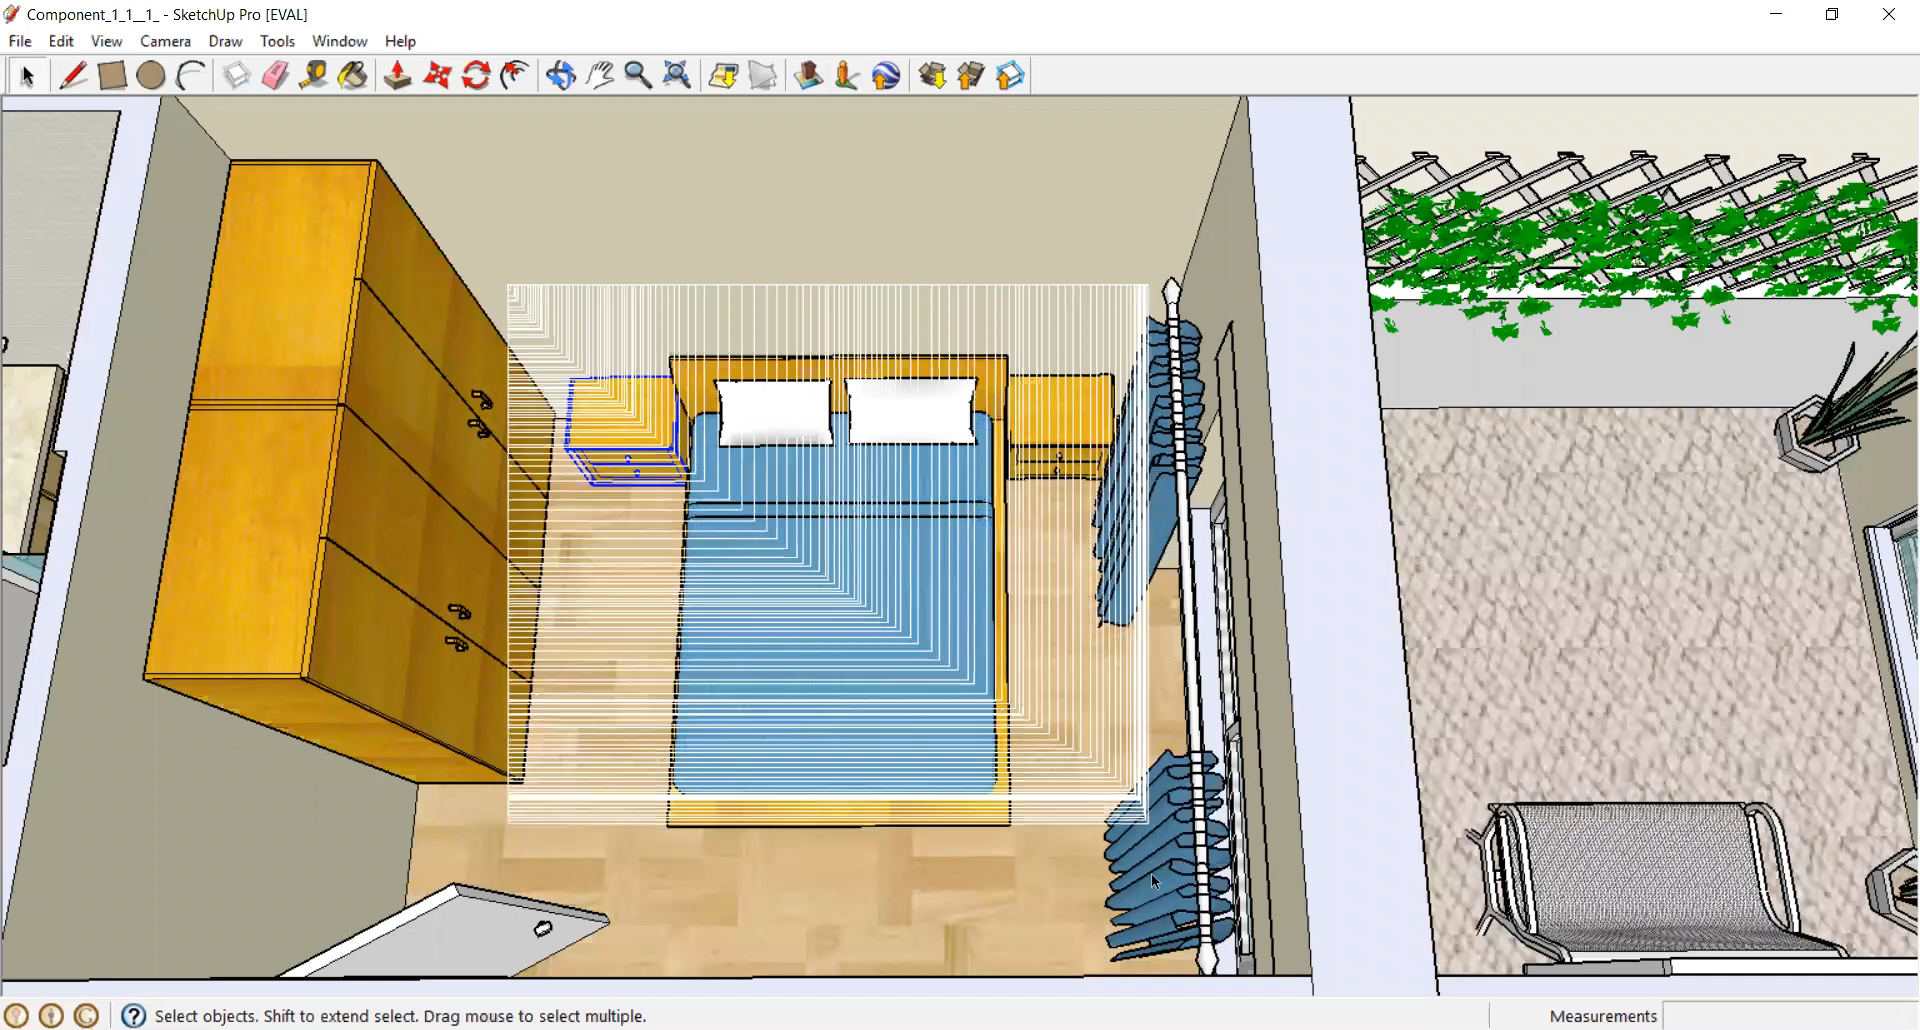 Component_1_1__1_ - SketchUp Pro [EVAL]
File Edit View Camera Draw Tools Window Help
Select objects. Shift to extend select. Drag mouse to select multiple.
Measurements